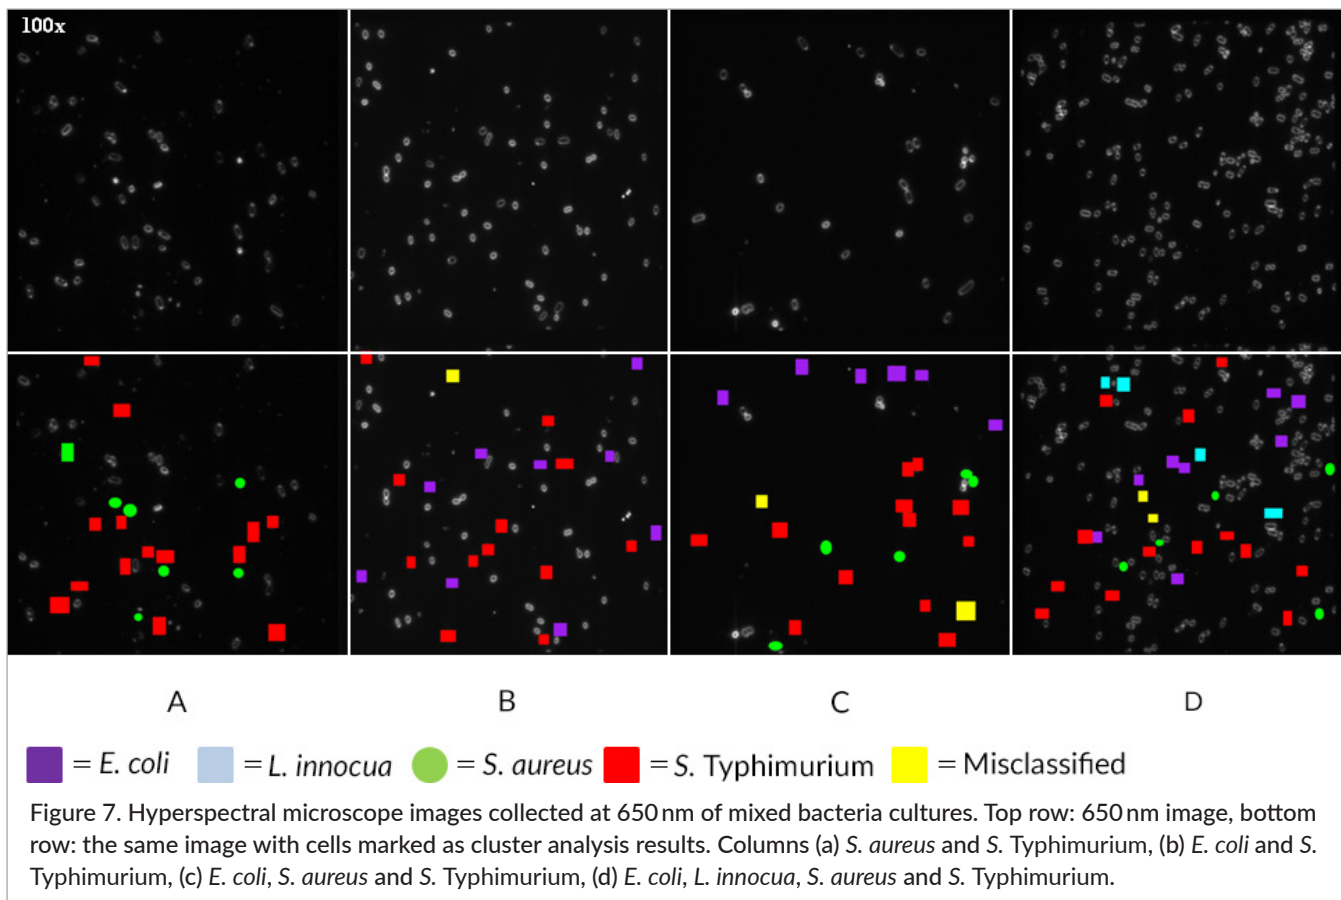 100x
A B C D
= E. coli = L. innocua = S. aureus = S. Typhimurium = Misclassified
Figure 7. Hyperspectral microscope images collected at 650 nm of mixed bacteria cultures. Top row: 650 nm image, bottom
row: the same image with cells marked as cluster analysis results. Columns (a) S. aureus and S. Typhimurium, (b) E. coli and S.
Typhimurium, (c) E. coli, S. aureus and S. Typhimurium, (d) E. coli, L. innocua, S. aureus and S. Typhimurium.